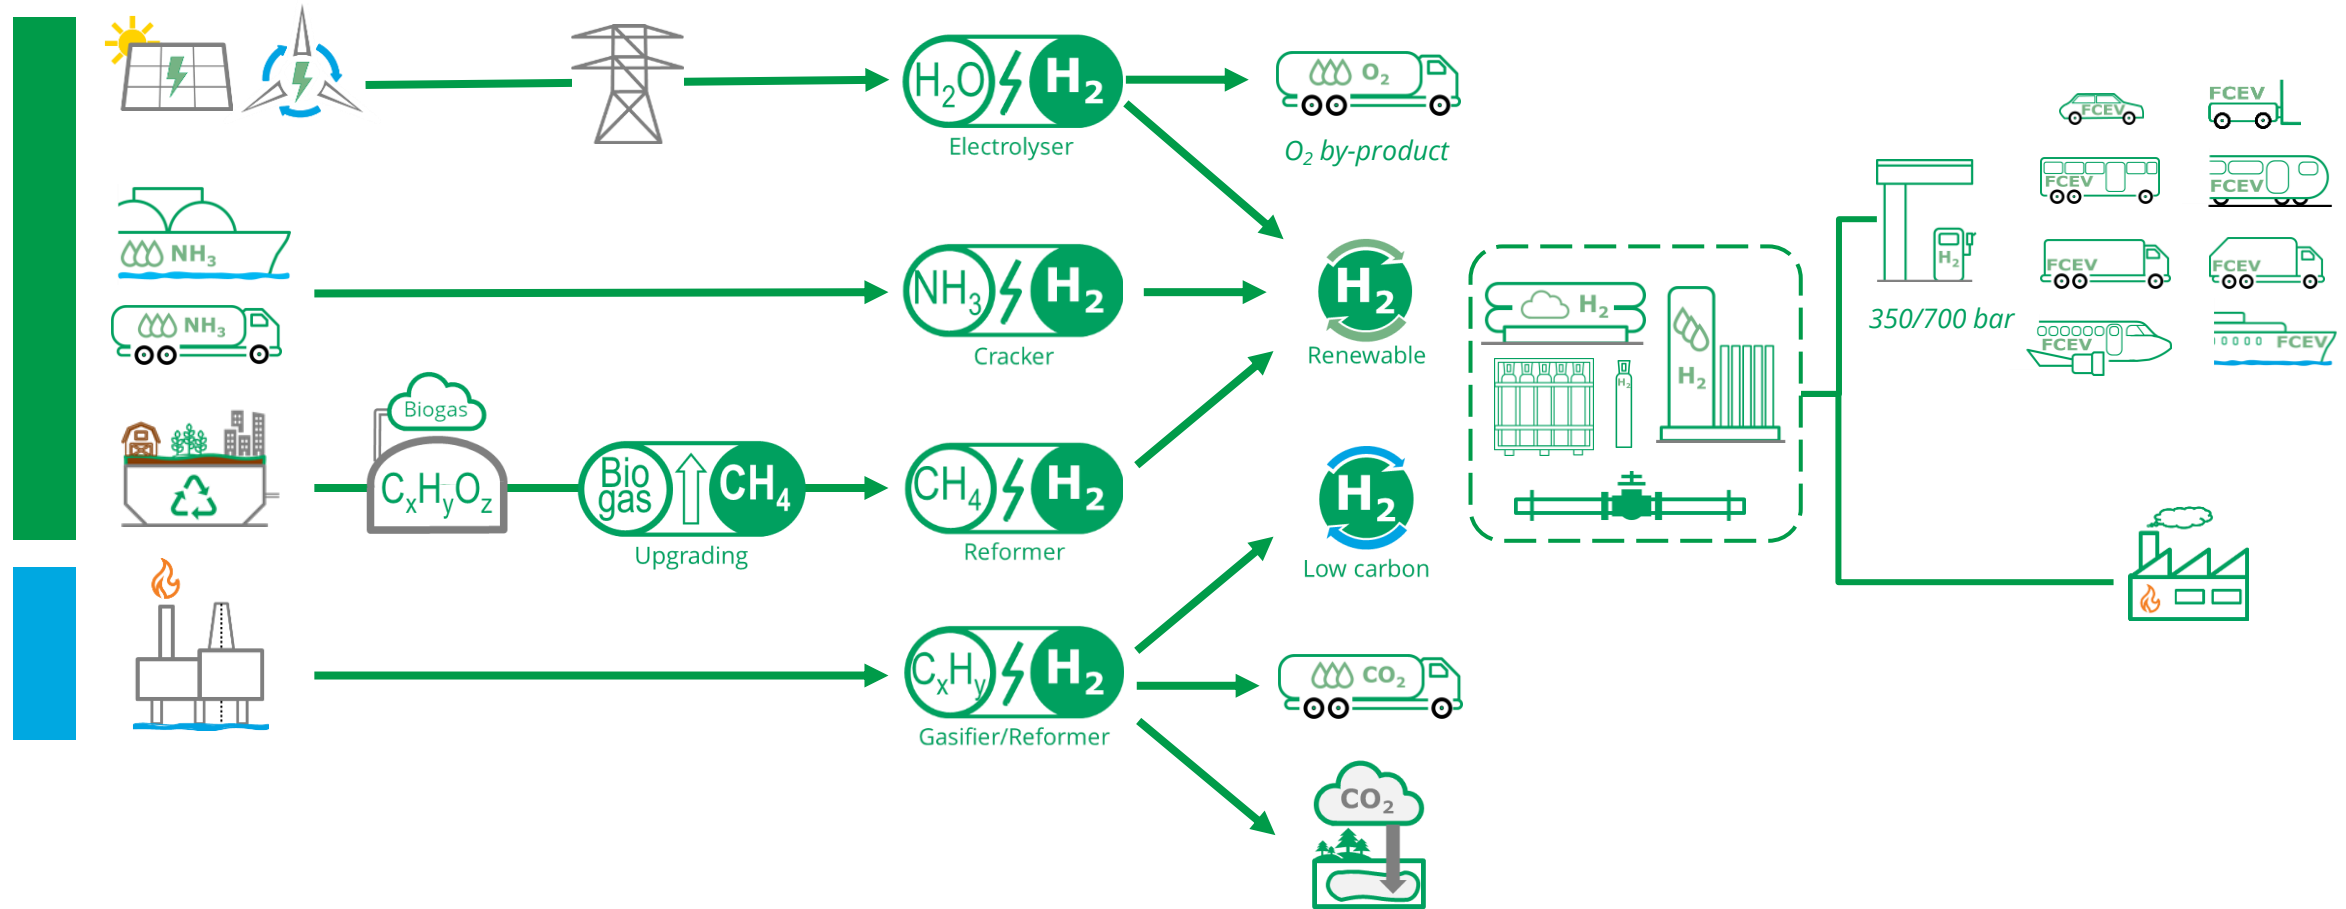 H₂O H₂
Electrolyser
O₂
O₂ by-product
FCEV
FCEV
FCEV
FCEV
FCEV
FCEV
FCEV
FCEV
H₂
350/700 bar
NH₃
NH₃
NH₃ H₂
Cracker
H₂
Renewable
H₂
H₂
H₂
Biogas
CₓHᵧO_z
Bio
gas
CH₄
Upgrading
CH₄ H₂
Reformer
H₂
Low carbon
CₓHᵧ H₂
Gasifier/Reformer
CO₂
CO₂